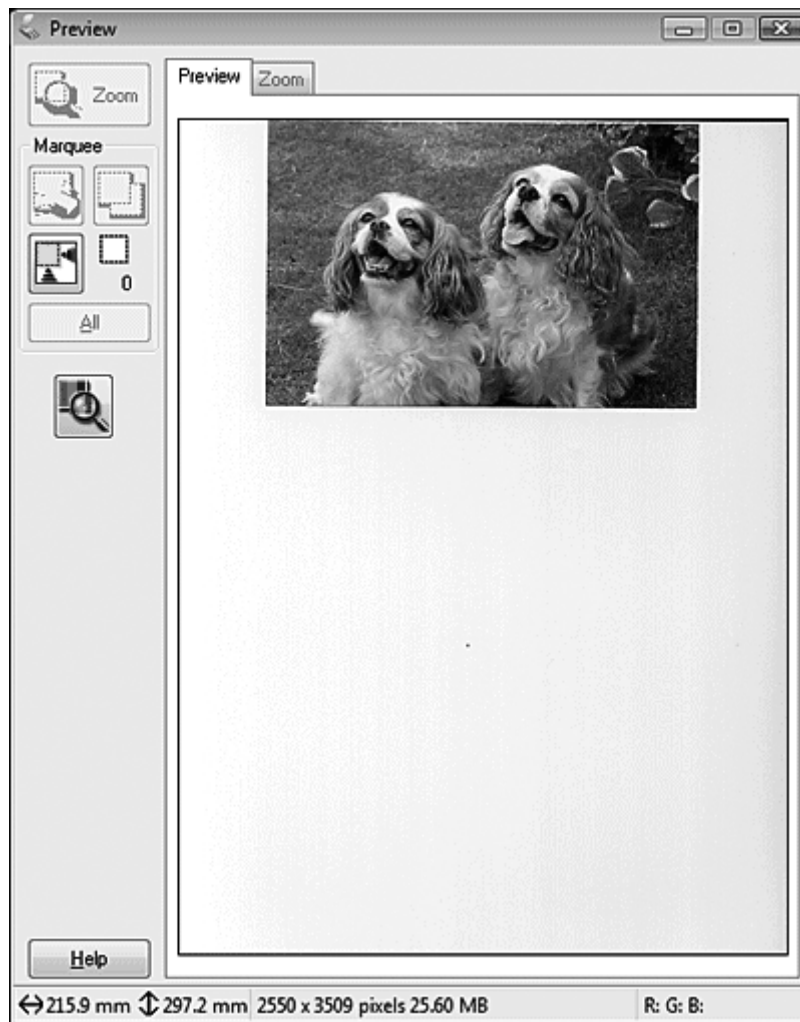 Preview
Zoom
Marquee
0
All
Help
Preview
Zoom
215.9 mm 297.2 mm 2550 x 3509 pixels 25.60 MB R: G: B: